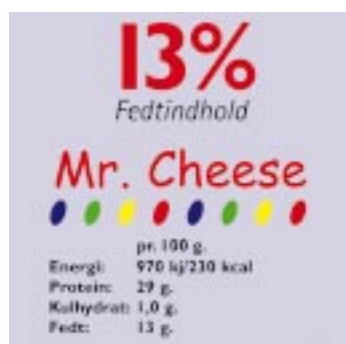 13%
Fedtindhold
Mr. Cheese
pr. 100 g.
Energi: 970 kj/230 kcal
Protein: 29 g.
Kulhydrat: 1,0 g.
Fedt: 13 g.